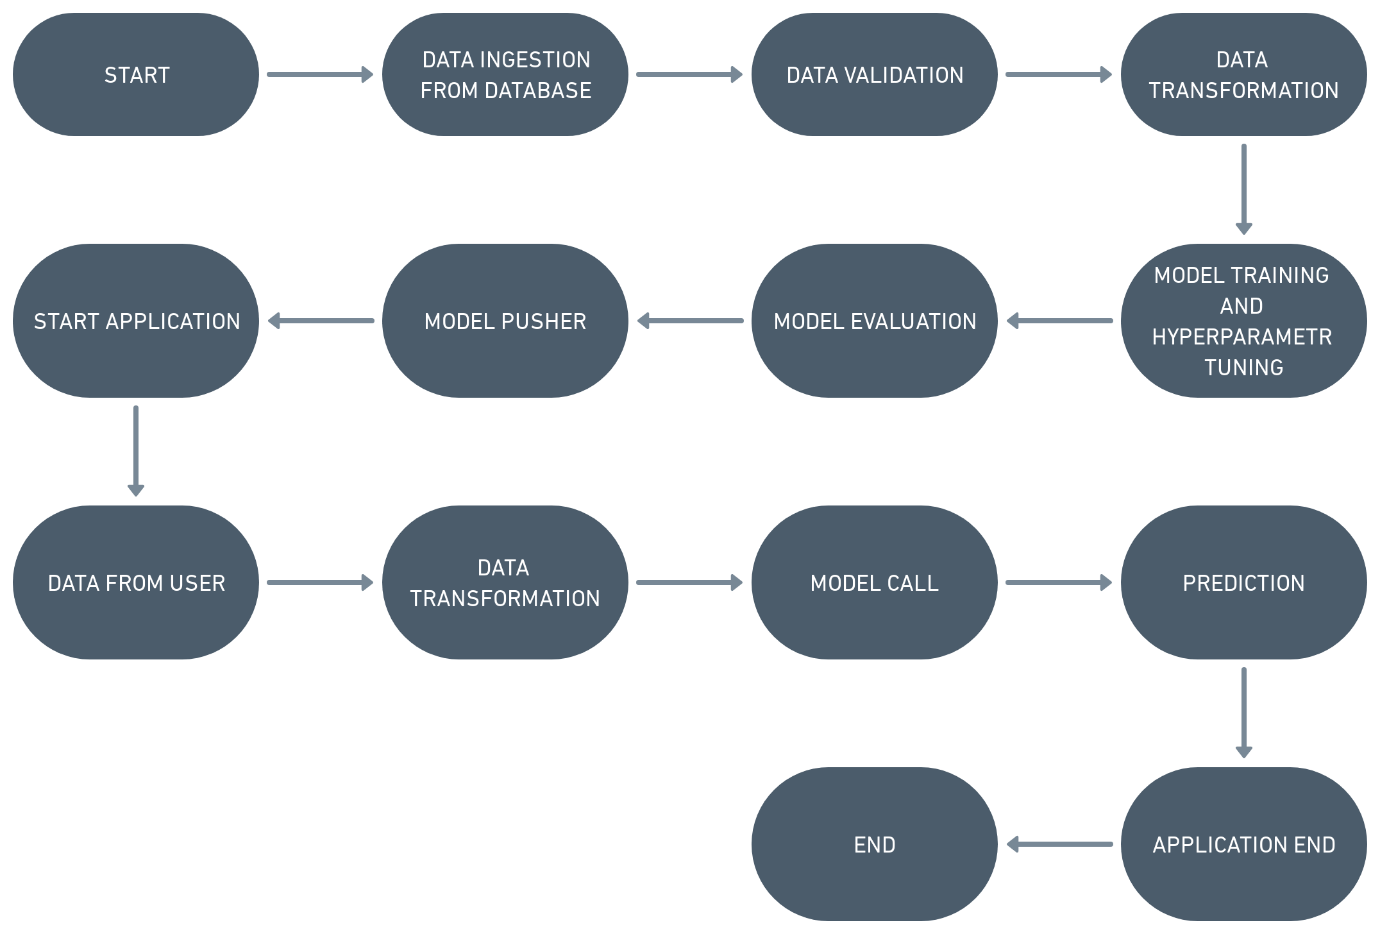 START
DATA INGESTION
FROM DATABASE
DATA VALIDATION
DATA
TRANSFORMATION
MODEL TRAINING
AND
HYPERPARAMETR
TUNING
MODEL EVALUATION
MODEL PUSHER
START APPLICATION
DATA FROM USER
DATA
TRANSFORMATION
MODEL CALL
PREDICTION
APPLICATION END
END